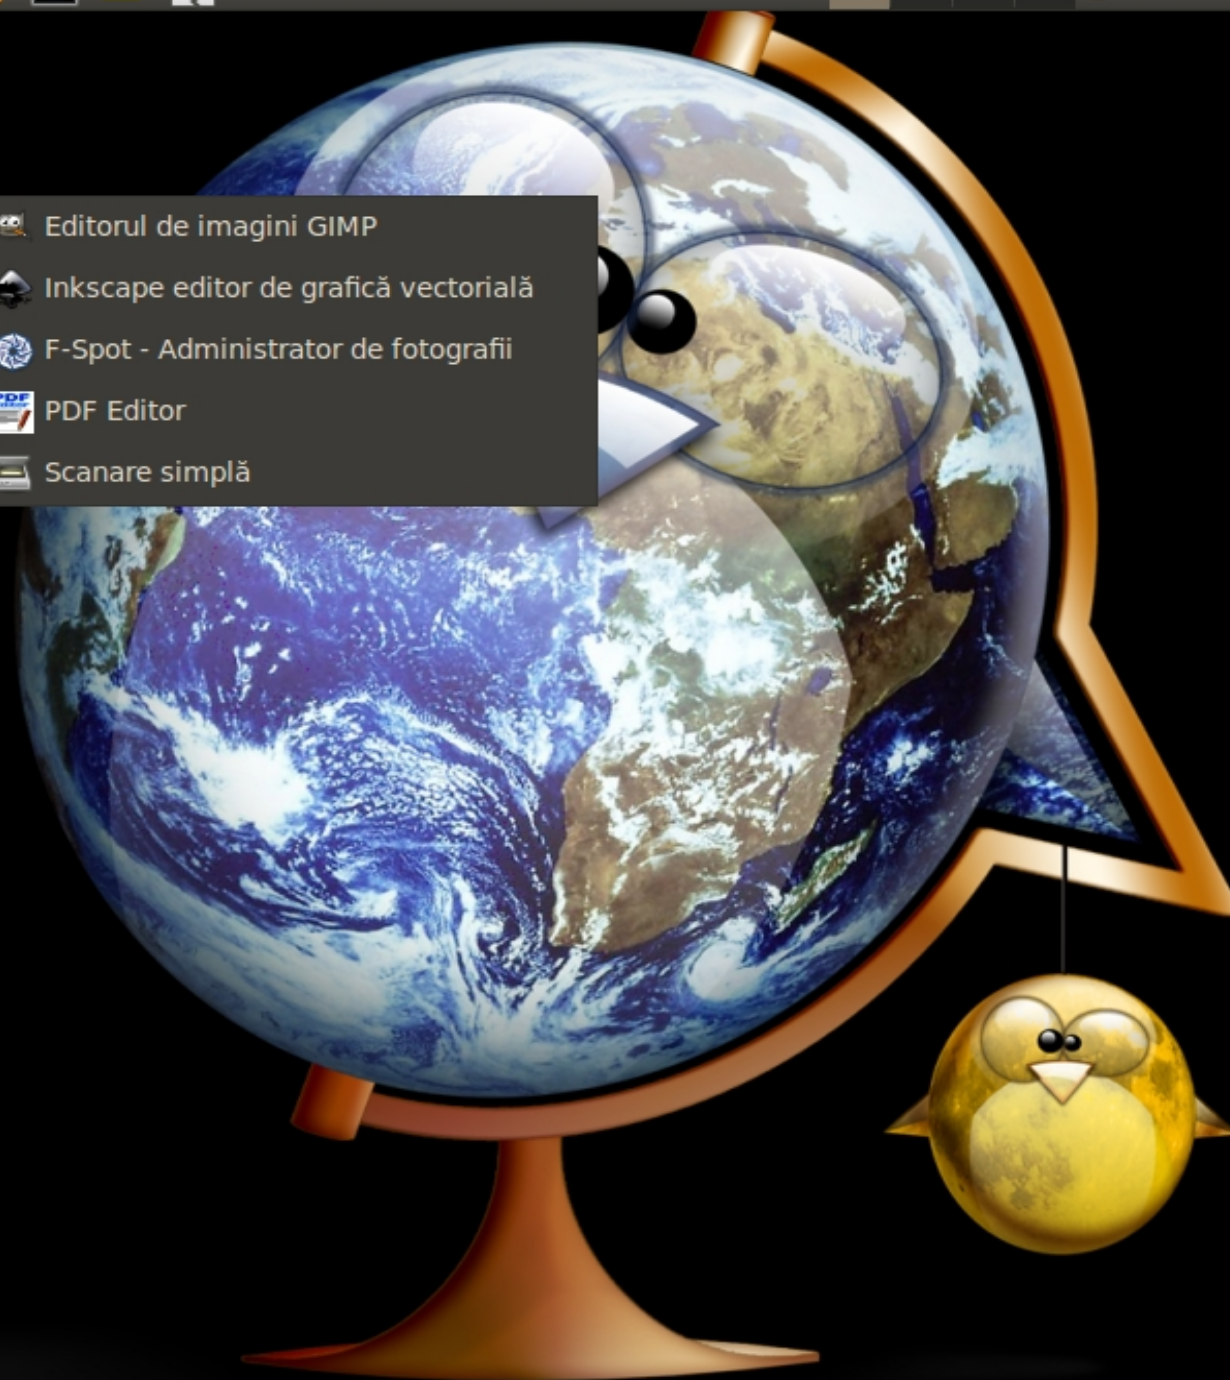 Editorul de imagini GIMP
Inkscape editor de grafică vectorială
F-Spot - Administrator de fotografii
PDF Editor
Scanare simplă